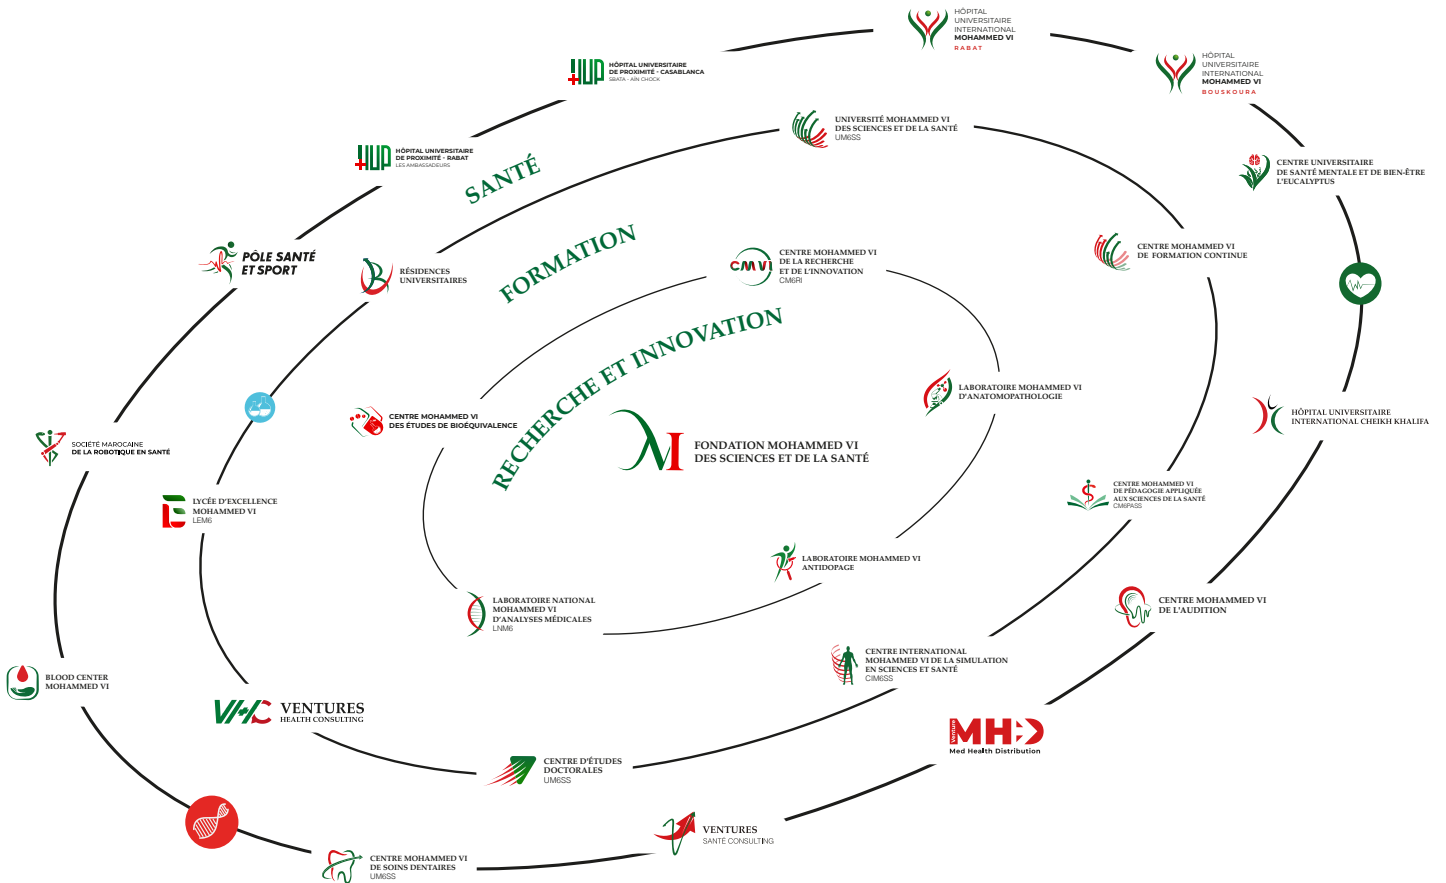 HÔPITAL
UNIVERSITAIRE
INTERNATIONAL
MOHAMMED VI
RABAT
HÔPITAL
UNIVERSITAIRE
INTERNATIONAL
MOHAMMED VI
BOUSKOURA
HUP
HÔPITAL UNIVERSITAIRE
DE PROXIMITÉ - CASABLANCA
SBATA - AÏN CHOCK
HUP
HÔPITAL UNIVERSITAIRE
DE PROXIMITÉ - RABAT
LES AMBASSADEURS
UNIVERSITÉ MOHAMMED VI
DES SCIENCES ET DE LA SANTÉ
UM6SS
CENTRE UNIVERSITAIRE
DE SANTÉ MENTALE ET DE BIEN-ÊTRE
L'EUCALYPTUS
SANTÉ
FORMATION
RECHERCHE ET INNOVATION
PÔLE SANTÉ
ET SPORT
RÉSIDENCES
UNIVERSITAIRES
CMVI
CENTRE MOHAMMED VI
DE LA RECHERCHE
ET DE L'INNOVATION
CM6RI
CENTRE MOHAMMED VI
DE FORMATION CONTINUE
LABORATOIRE MOHAMMED VI
D'ANATOMOPATHOLOGIE
CENTRE MOHAMMED VI
DES ÉTUDES DE BIOÉQUIVALENCE
HÔPITAL UNIVERSITAIRE
INTERNATIONAL CHEIKH KHALIFA
SOCIÉTÉ MAROCAINE
DE LA ROBOTIQUE EN SANTÉ
FONDATION MOHAMMED VI
DES SCIENCES ET DE LA SANTÉ
LYCÉE D'EXCELLENCE
MOHAMMED VI
LEM6
CENTRE MOHAMMED VI
DE PÉDAGOGIE APPLIQUÉE
AUX SCIENCES DE LA SANTÉ
CM6PASS
LABORATOIRE MOHAMMED VI
ANTIDOPAGE
LABORATOIRE NATIONAL
MOHAMMED VI
D'ANALYSES MÉDICALES
LNM6
CENTRE MOHAMMED VI
DE L'AUDITION
CENTRE INTERNATIONAL
MOHAMMED VI DE LA SIMULATION
EN SCIENCES ET SANTÉ
CIM6SS
BLOOD CENTER
MOHAMMED VI
VHC
VENTURES
HEALTH CONSULTING
MHD
Med Health Distribution
CENTRE D'ÉTUDES
DOCTORALES
UM6SS
VENTURES
SANTÉ CONSULTING
CENTRE MOHAMMED VI
DE SOINS DENTAIRES
UM6SS